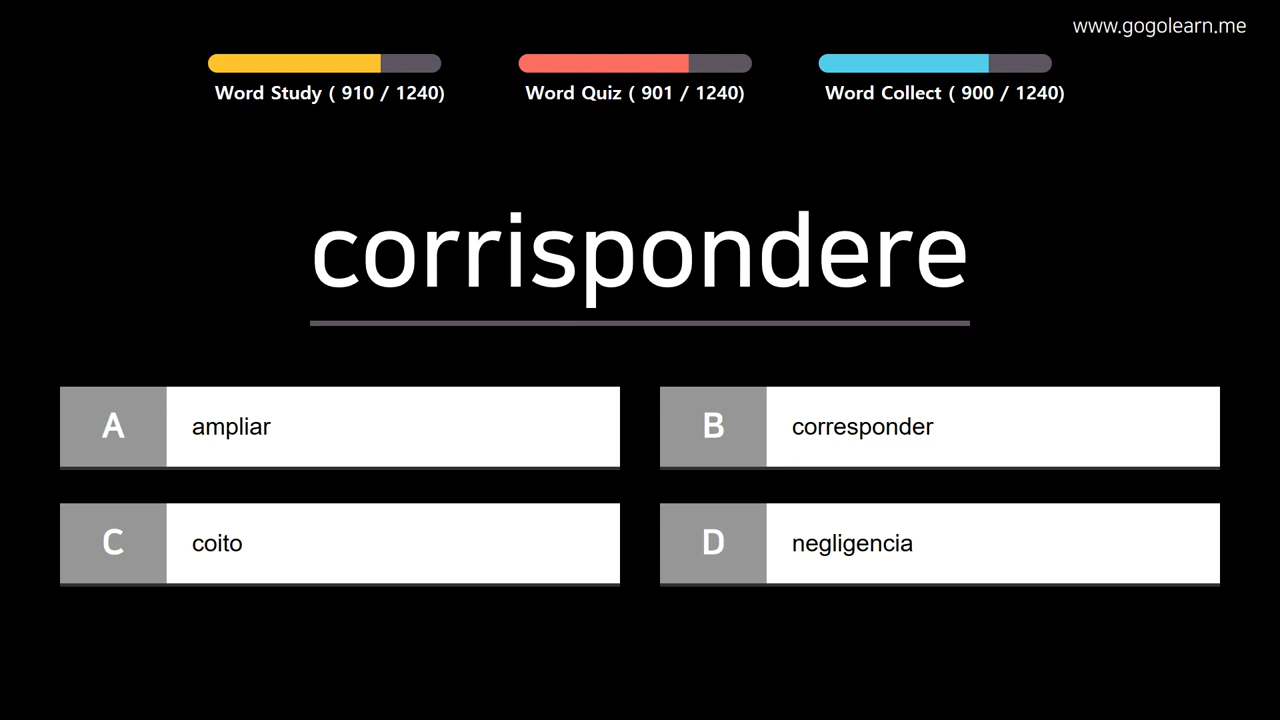 www.gogolearn.me
Word Study ( 910 / 1240)
Word Quiz ( 901 / 1240)
Word Collect ( 900 / 1240)
corrispondere
A ampliar
B corresponder
C coito
D negligencia